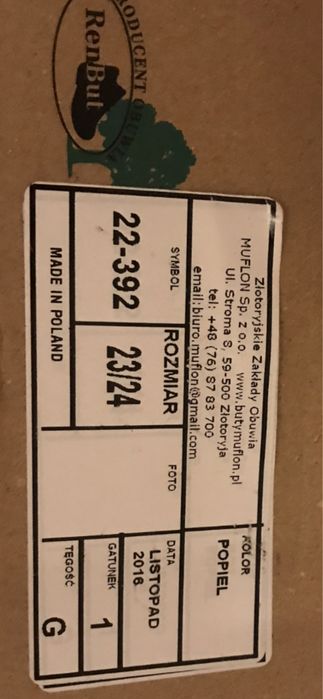 PRODUCENT OBUWIA
RenBut
Złotoryjskie Zakłady Obuwia
MUFLON Sp. z o.o. www.butymuflon.pl
Ul. Stroma 8, 59-500 Złotoryja
tel: +48 (76) 87 83 700
email:biuro.muflon@gmail.com
KOLOR
POPIEL
SYMBOL
22-392
ROZMIAR
23/24
FOTO
DATA
LISTOPAD
2016
GATUNEK
1
MADE IN POLAND
TĘGOŚĆ
G